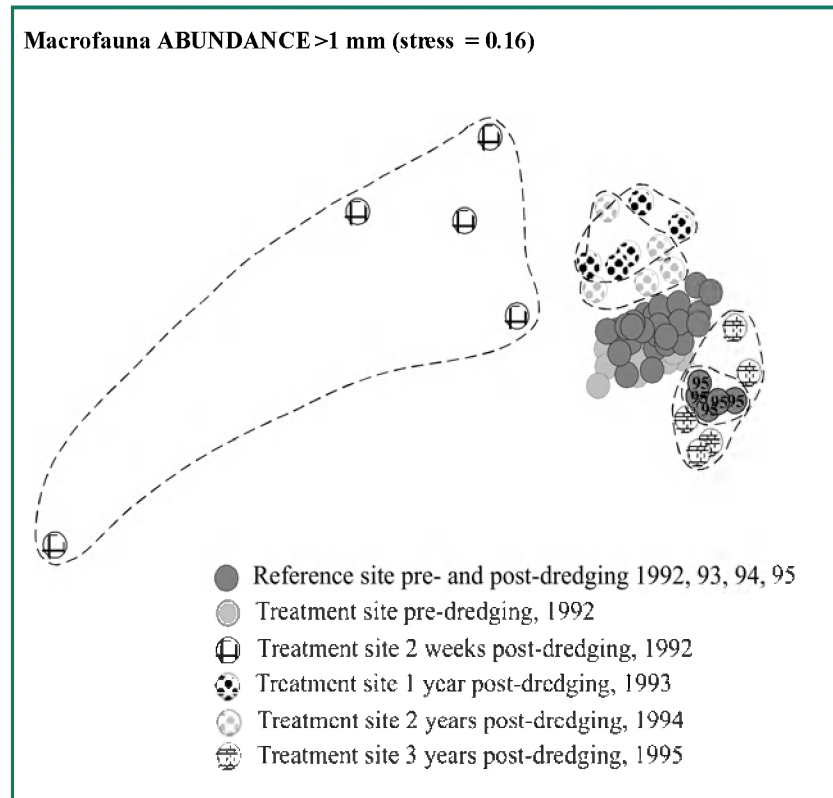 Macrofauna ABUNDANCE >1 mm (stress = 0.16)
95
95
95
95
95
Reference site pre- and post-dredging 1992, 93, 94, 95
Treatment site pre-dredging, 1992
Treatment site 2 weeks post-dredging, 1992
Treatment site 1 year post-dredging, 1993
Treatment site 2 years post-dredging, 1994
Treatment site 3 years post-dredging, 1995